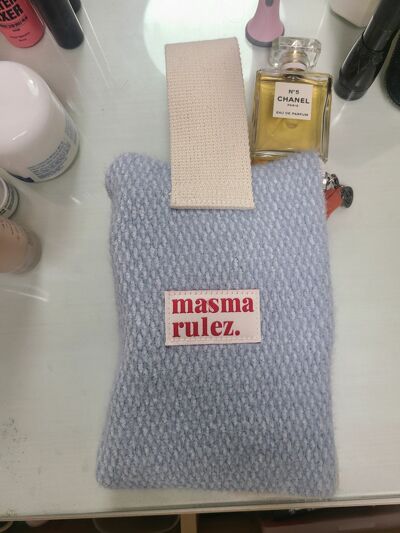 N°5
CHANEL
PARIS
EAU DE PARFUM
masma
rulez.